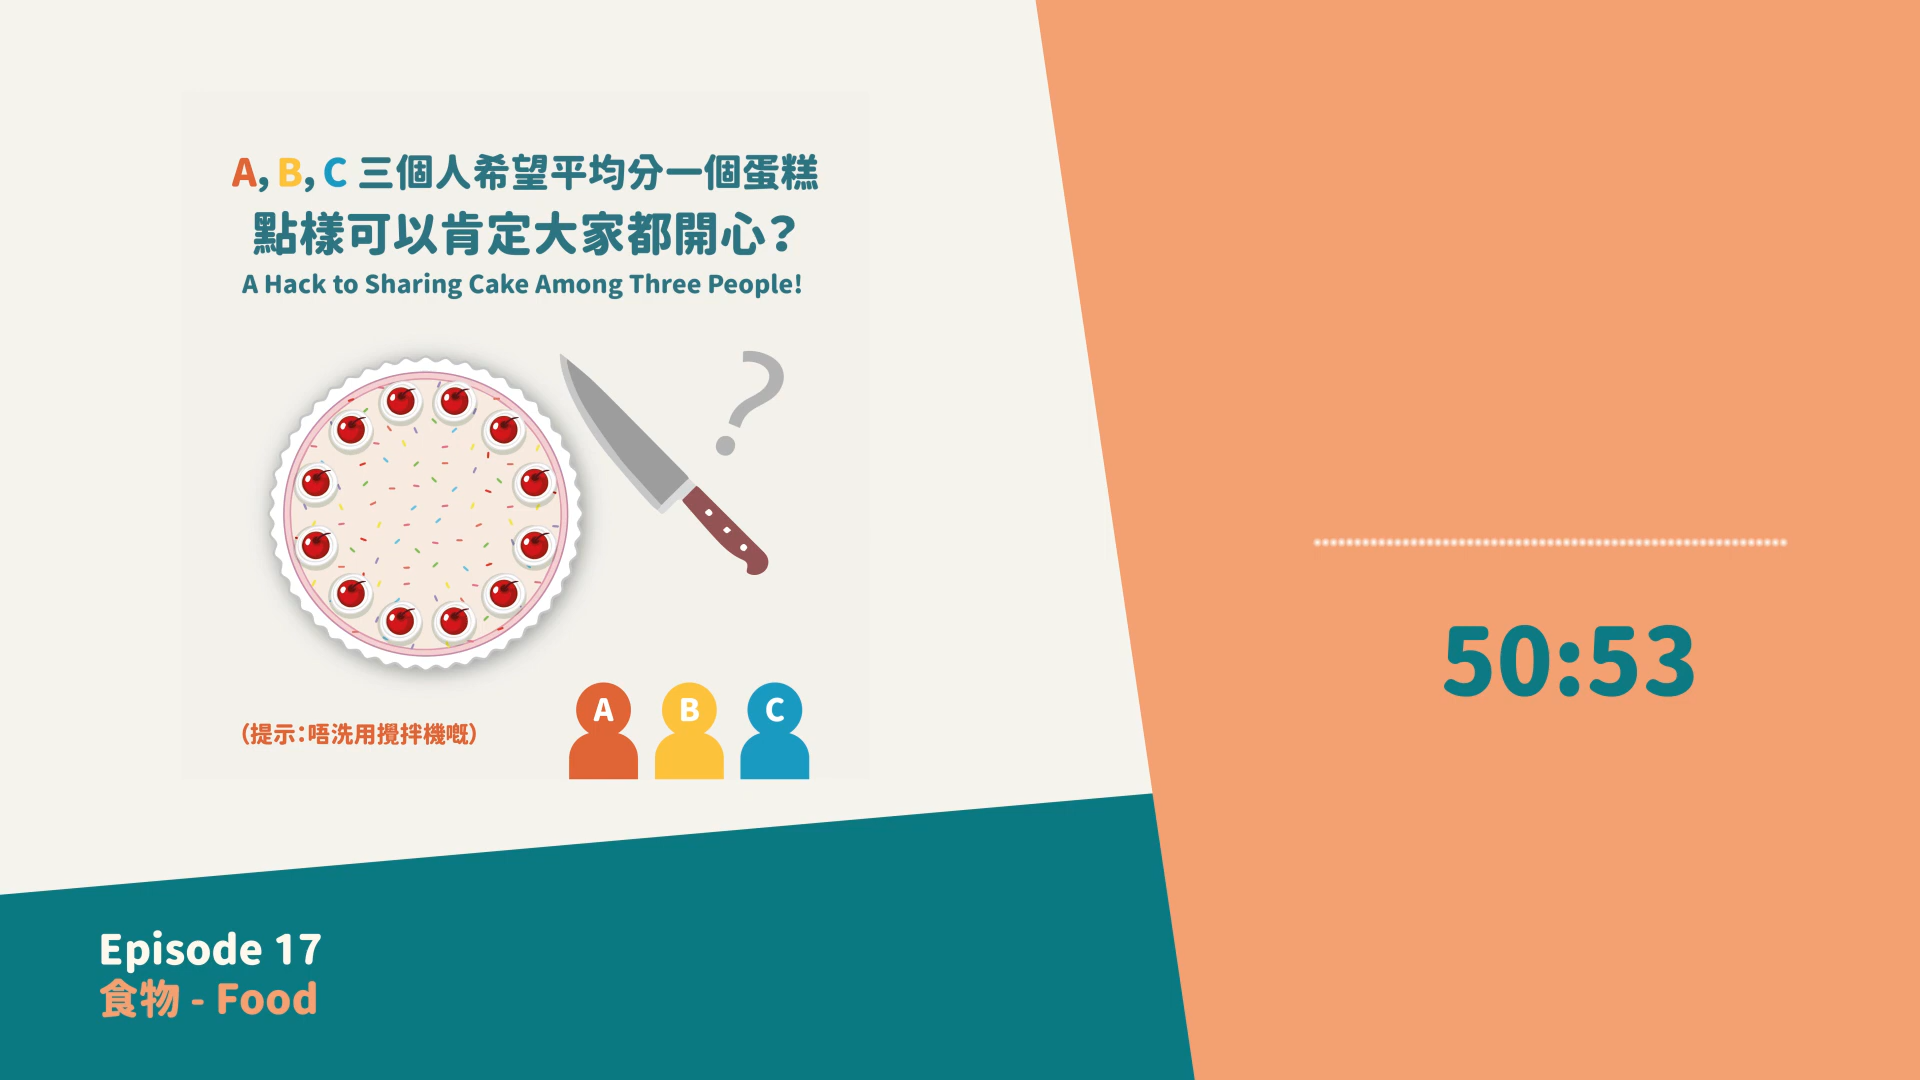 A, B, C 三個人希望平均分一個蛋糕
點樣可以肯定大家都開心？
A Hack to Sharing Cake Among Three People!
?
（提示：唔洗用攪拌機嘅）
A B C
50:53
Episode 17
食物 - Food